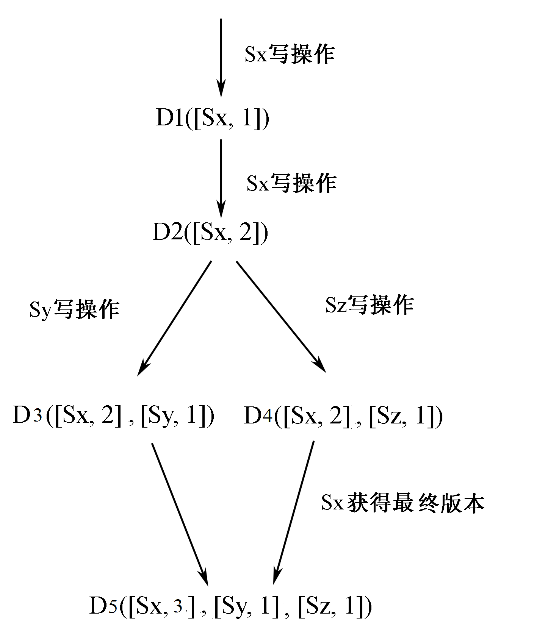 Sx写操作
D1([Sx, 1])
Sx写操作
D2([Sx, 2])
Sy写操作
Sz写操作
D3([Sx, 2] , [Sy, 1])
D4([Sx, 2] , [Sz, 1])
Sx获得最终版本
D5([Sx, 3.] , [Sy, 1] , [Sz, 1])